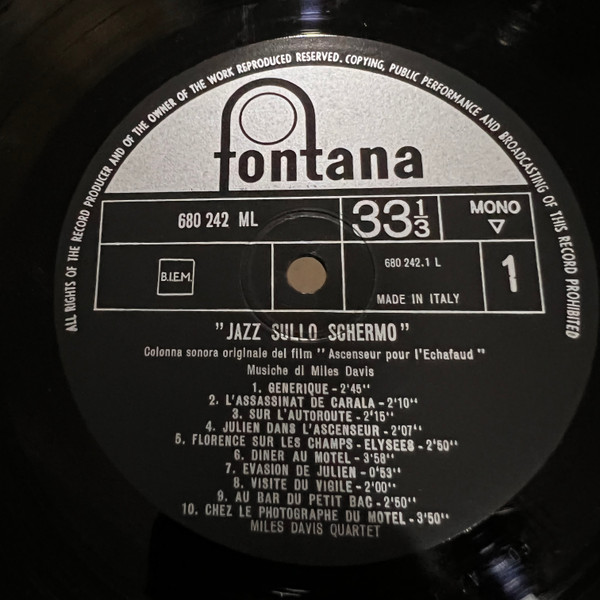 ALL RIGHTS OF THE RECORD PRODUCER AND OF THE OWNER OF THE WORK REPRODUCED RESERVED. COPYING, PUBLIC PERFORMANCE AND BROADCASTING OF THIS RECORD PROHIBITED
fontana
680 242 ML
33 1/3
MONO
▽
B.I.E.M.
680.242.1 L
MADE IN ITALY
1
"JAZZ SULLO SCHERMO"
Colonna sonora originale del film "Ascenseur pour l'Echafaud"
Musiche di Miles Davis
1. GENERIQUE - 2'45''
2. L'ASSASSINAT DE CARALA - 2'10''
3. SUR L'AUTOROUTE - 2'15''
4. JULIEN DANS L'ASCENSEUR - 2'07''
5. FLORENCE SUR LES CHAMPS - ELYSEES - 2'50''
6. DINER AU MOTEL - 3'58''
7. EVASION DE JULIEN - 0'53''
8. VISITE DU VIGILE - 2'00''
9. AU BAR DU PETIT BAC - 2'50''
10. CHEZ LE PHOTOGRAPHE DU MOTEL - 3'50''
MILES DAVIS QUARTET